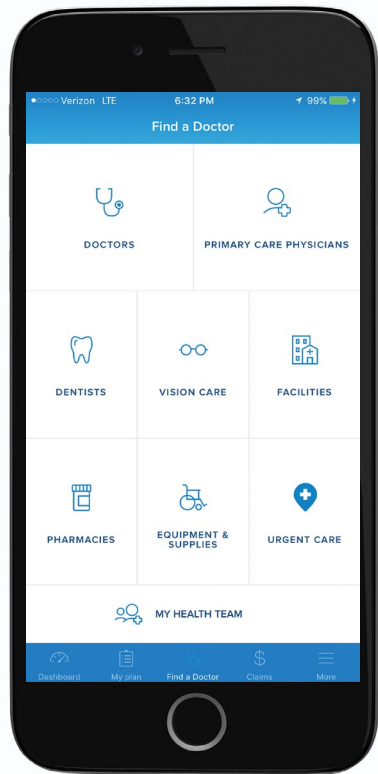 Verizon LTE 6:32 PM 99%
Find a Doctor
DOCTORS PRIMARY CARE PHYSICIANS
DENTISTS VISION CARE FACILITIES
PHARMACIES EQUIPMENT &
SUPPLIES URGENT CARE
MY HEALTH TEAM
Dashboard My plan Find a Doctor Claims More